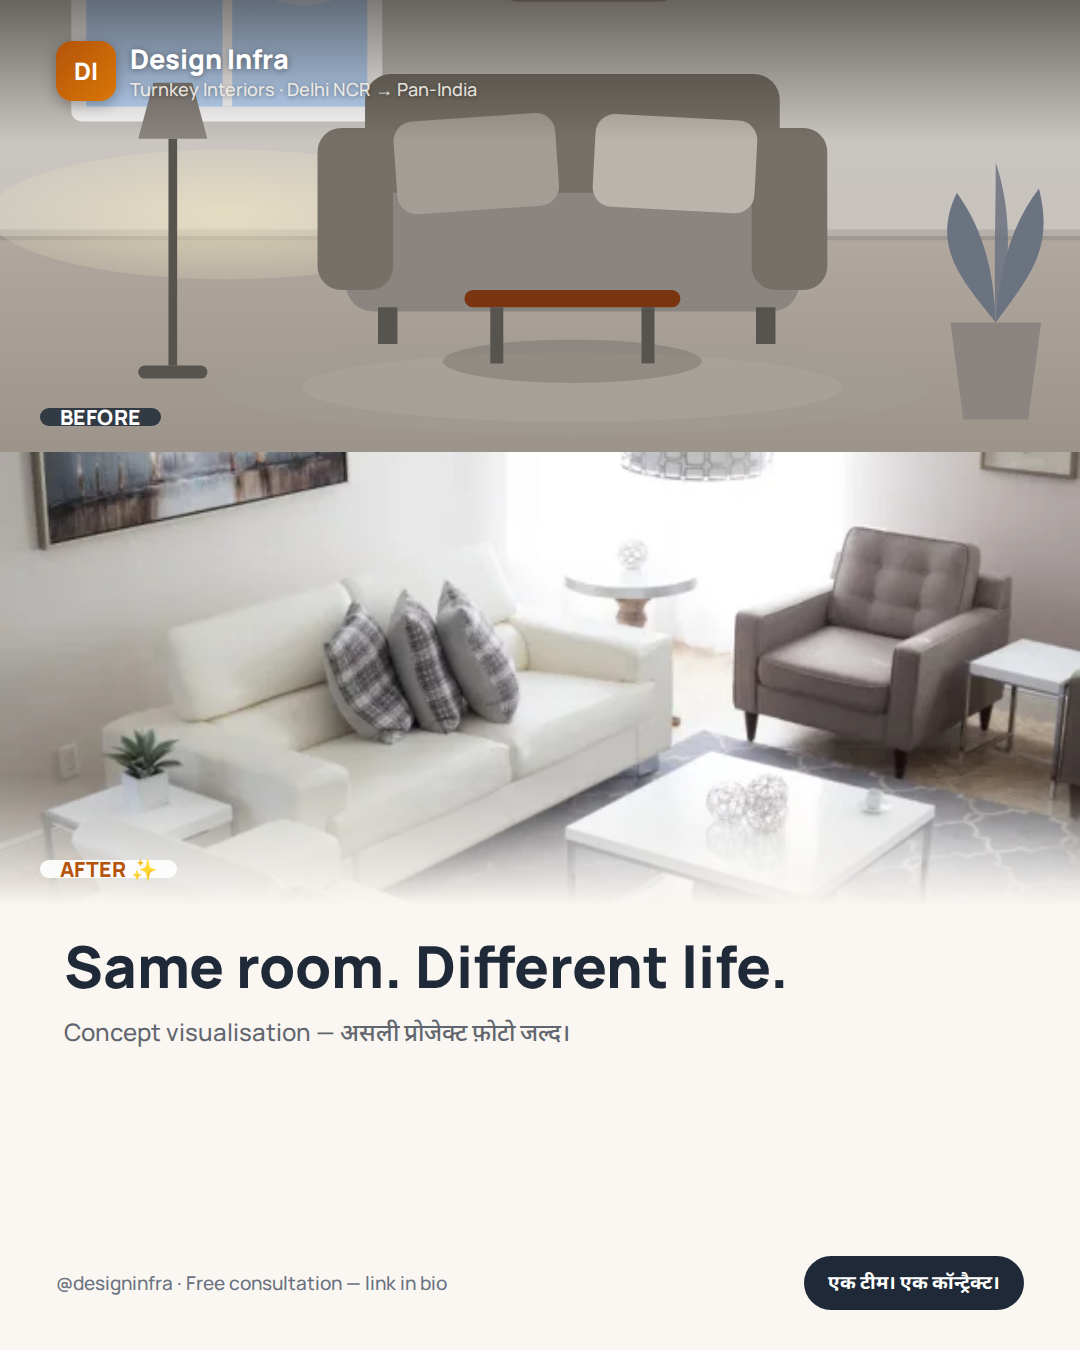 DI
Design Infra
Turnkey Interiors · Delhi NCR → Pan-India
BEFORE
AFTER ✨
Same room. Different life.
Concept visualisation — असली प्रोजेक्ट फ़ोटो जल्द।
@designinfra · Free consultation — link in bio
एक टीम। एक कॉन्ट्रैक्ट।